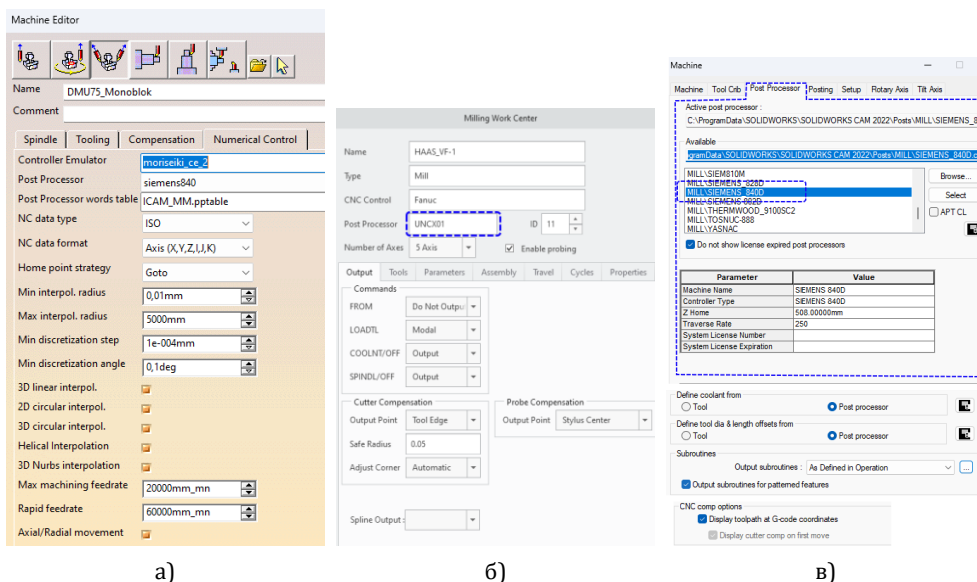 Machine Editor
Name DMU75_Monoblok
Comment
Spindle Tooling Compensation Numerical Control
Controller Emulator moriseiki_ce_2
Post Processor siemens840
Post Processor words table ICAM_MM.pptable
NC data type ISO
NC data format Axis (X,Y,Z,I,J,K)
Home point strategy Goto
Min interpol. radius 0,01mm
Max interpol. radius 5000mm
Min discretization step 1e-004mm
Min discretization angle 0,1deg
3D linear interpol.
2D circular interpol.
3D circular interpol.
Helical Interpolation
3D Nurbs interpolation
Max machining feedrate 20000mm_mn
Rapid feedrate 60000mm_mn
Axial/Radial movement
а)
Milling Work Center
Name HAAS_VF-1
Type Mill
CNC Control Fanuc
Post Processor UNCX01 ID 11
Number of Axes 5 Axis Enable probing
Output Tools Parameters Assembly Travel Cycles Properties
Commands
FROM Do Not Outpu
LOADTL Modal
COOLNT/OFF Output
SPINDL/OFF Output
Cutter Compensation Probe Compensation
Output Point Tool Edge Output Point Stylus Center
Safe Radius 0.05
Adjust Corner Automatic
Spline Output:
б)
Machine
Machine Tool Crib Post Processor Posting Setup Rotary Axis Tilt Axis
Active post processor :
C:\ProgramData\SOLIDWORKS\SOLIDWORKS CAM 2022\Posts\MILL\SIEMENS_8
Available
gramData\SOLIDWORKS\SOLIDWORKS CAM 2022\Posts\MILL\SIEMENS_840D.c
MILL\SIEM810M Browse...
MILL\SIEMENS_828D
MILL\SIEMENS_840D Select
MILL\SIEMENS 802D
MILL\THERMWOOD_9100SC2 APT CL
MILL\TOSNUC-888
MILL\YASNAC
Do not show license expired post processors
Parameter Value
Machine Name SIEMENS 840D
Controller Type SIEMENS 840D
Z Home 508.00000mm
Traverse Rate 250
System License Number
System License Expiration
Define coolant from
Tool Post processor
Define tool dia & length offsets from
Tool Post processor
Subroutines
Output subroutines : As Defined in Operation ...
Output subroutines for patterned features
CNC comp options
Display toolpath at G-code coordinates
Display cutter comp on first move
в)